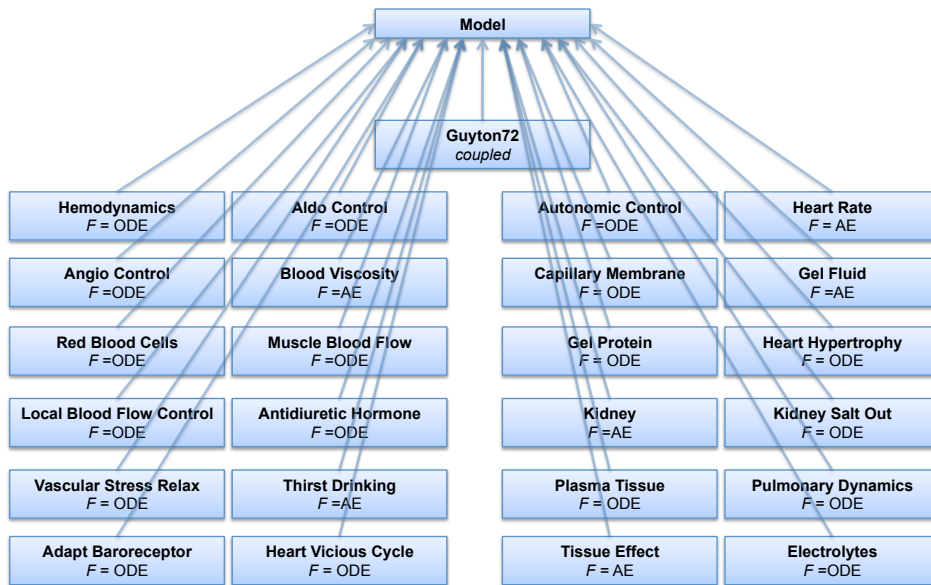 Model
Guyton72
coupled
Hemodynamics
F = ODE
Aldo Control
F =ODE
Autonomic Control
F =ODE
Heart Rate
F = AE
Angio Control
F =ODE
Blood Viscosity
F =AE
Capillary Membrane
F = ODE
Gel Fluid
F =AE
Red Blood Cells
F =ODE
Muscle Blood Flow
F =ODE
Gel Protein
F = ODE
Heart Hypertrophy
F = ODE
Local Blood Flow Control
F =ODE
Antidiuretic Hormone
F =ODE
Kidney
F =AE
Kidney Salt Out
F = ODE
Vascular Stress Relax
F = ODE
Thirst Drinking
F =AE
Plasma Tissue
F = ODE
Pulmonary Dynamics
F = ODE
Adapt Baroreceptor
F = ODE
Heart Vicious Cycle
F = ODE
Tissue Effect
F = AE
Electrolytes
F =ODE